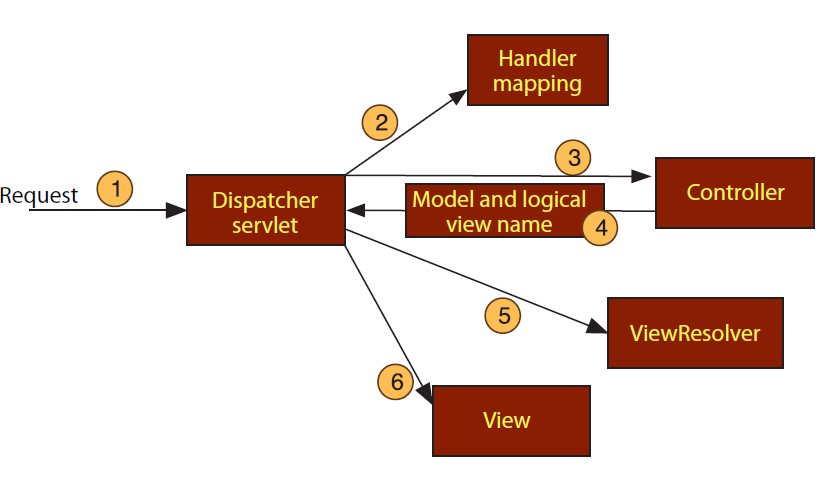 Handler
mapping
2
3
Request
1
Dispatcher
servlet
Model and logical
view name
4
Controller
5
ViewResolver
6
View